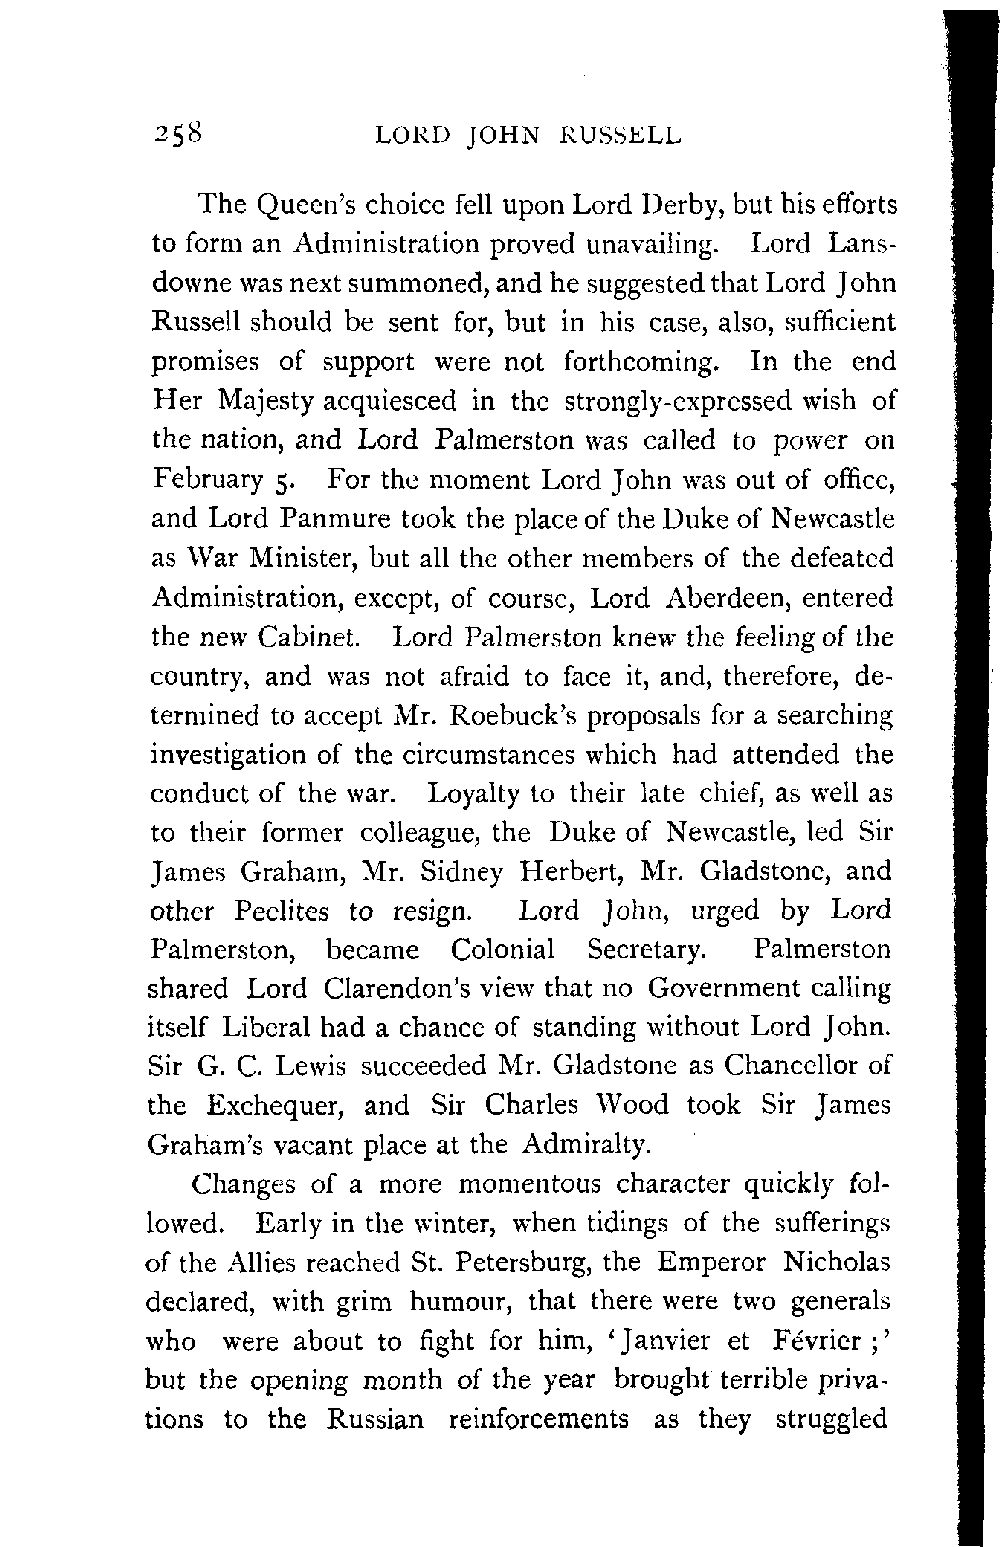 258 LORD JOHN RUSSELL
The Queen's choice fell upon Lord Derby, but his efforts
to form an Administration proved unavailing. Lord Lans-
downe was next summoned, and he suggested that Lord John
Russell should be sent for, but in his case, also, sufficient
promises of support were not forthcoming. In the end
Her Majesty acquiesced in the strongly-expressed wish of
the nation, and Lord Palmerston was called to power on
February 5. For the moment Lord John was out of office,
and Lord Panmure took the place of the Duke of Newcastle
as War Minister, but all the other members of the defeated
Administration, except, of course, Lord Aberdeen, entered
the new Cabinet. Lord Palmerston knew the feeling of the
country, and was not afraid to face it, and, therefore, de-
termined to accept Mr. Roebuck's proposals for a searching
investigation of the circumstances which had attended the
conduct of the war. Loyalty to their late chief, as well as
to their former colleague, the Duke of Newcastle, led Sir
James Graham, Mr. Sidney Herbert, Mr. Gladstone, and
other Peelites to resign. Lord John, urged by Lord
Palmerston, became Colonial Secretary. Palmerston
shared Lord Clarendon's view that no Government calling
itself Liberal had a chance of standing without Lord John.
Sir G. C. Lewis succeeded Mr. Gladstone as Chancellor of
the Exchequer, and Sir Charles Wood took Sir James
Graham's vacant place at the Admiralty.
Changes of a more momentous character quickly fol-
lowed. Early in the winter, when tidings of the sufferings
of the Allies reached St. Petersburg, the Emperor Nicholas
declared, with grim humour, that there were two generals
who were about to fight for him, 'Janvier et Février ;'
but the opening month of the year brought terrible priva-
tions to the Russian reinforcements as they struggled